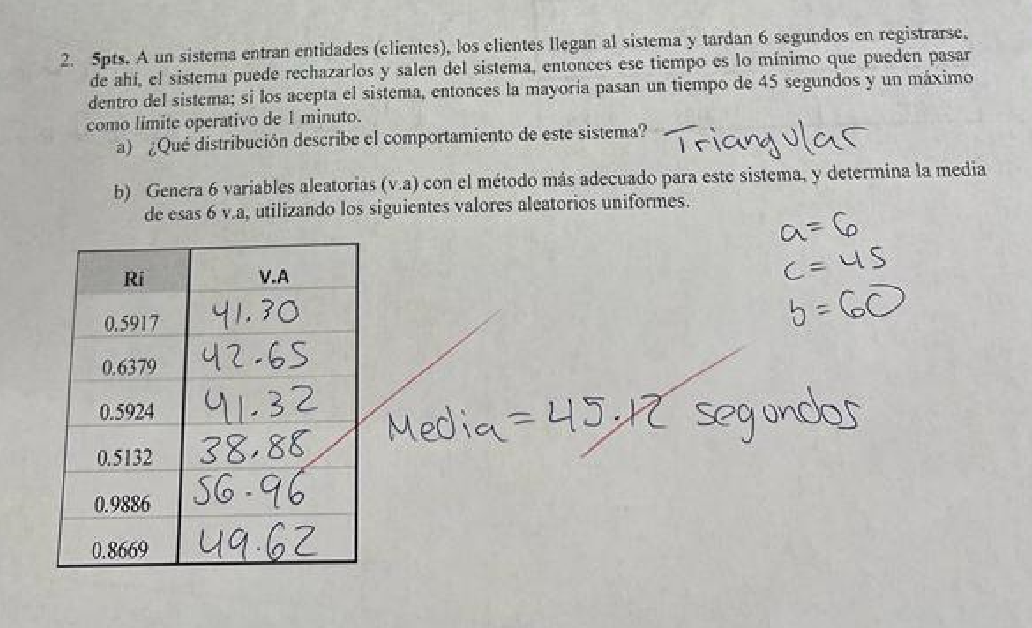 2. 5pts. A un sistema entran entidades (clientes), los clientes llegan al sistema y tardan 6 segundos en registrarse,
de ahí, el sistema puede rechazarlos y salen del sistema, entonces ese tiempo es lo mínimo que pueden pasar
dentro del sistema; si los acepta el sistema, entonces la mayoría pasan un tiempo de 45 segundos y un máximo
como límite operativo de 1 minuto.
a) ¿Qué distribución describe el comportamiento de este sistema? Triangular
b) Genera 6 variables aleatorias (v.a) con el método más adecuado para este sistema, y determina la media
de esas 6 v.a, utilizando los siguientes valores aleatorios uniformes.
a=6
c=45
b=60
Ri V.A
0.5917 41.30
0.6379 42.65
0.5924 41.32
0.5132 38.88
0.9886 56.96
0.8669 49.62
Media = 45.12 segundos